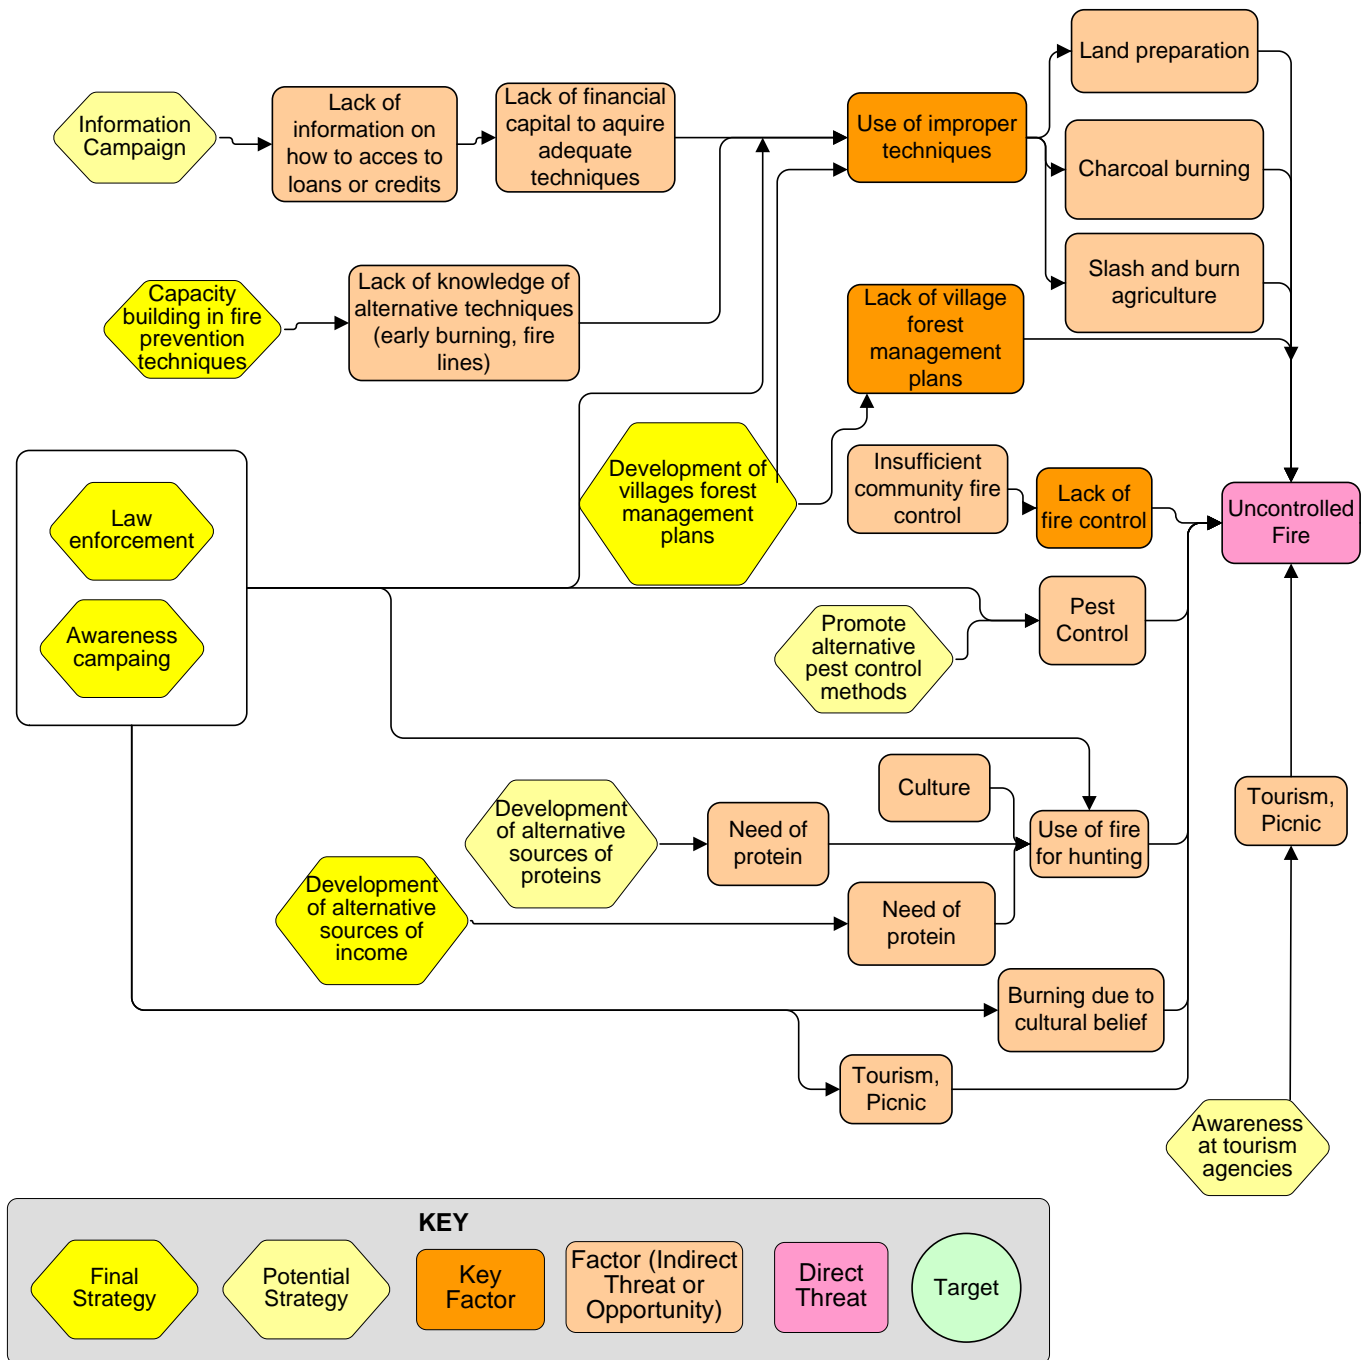 Land preparation
Information
Campaign
Lack of
information on
how to acces to
loans or credits
Lack of financial
capital to aquire
adequate
techniques
Use of improper
techniques
Charcoal burning
Slash and burn
agriculture
Capacity
building in fire
prevention
techniques
Lack of knowledge of
alternative techniques
(early burning, fire
lines)
Lack of village
forest
management
plans
Law
enforcement
Awareness
campaing
Development of
villages forest
management
plans
Insufficient
community fire
control
Lack of
fire control
Uncontrolled
Fire
Promote
alternative
pest control
methods
Pest
Control
Culture
Development
of alternative
sources of
proteins
Need of
protein
Use of fire
for hunting
Tourism,
Picnic
Development
of alternative
sources of
income
Need of
protein
Burning due to
cultural belief
Tourism,
Picnic
Awareness
at tourism
agencies
KEY
Final
Strategy
Potential
Strategy
Key
Factor
Factor (Indirect
Threat or
Opportunity)
Direct
Threat
Target